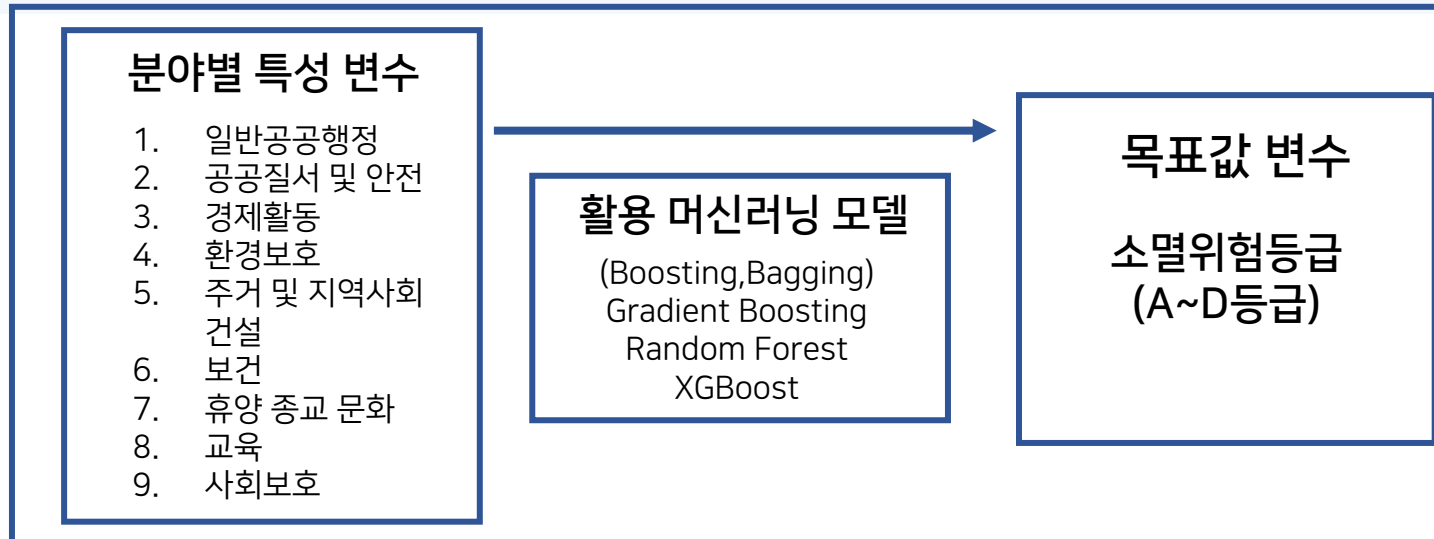 분야별 특성 변수
1. 일반공공행정
2. 공공질서 및 안전
3. 경제활동
4. 환경보호
5. 주거 및 지역사회
건설
6. 보건
7. 휴양 종교 문화
8. 교육
9. 사회보호
활용 머신러닝 모델
(Boosting,Bagging)
Gradient Boosting
Random Forest
XGBoost
목표값 변수
소멸위험등급
(A~D등급)